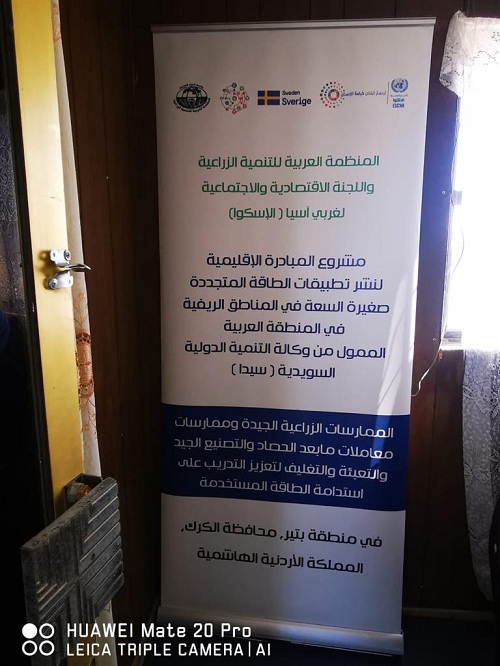 Sweden
Sverige
ESCWA
المنظمة العربية للتنمية الزراعية
واللجنة الاقتصادية والاجتماعية
لغربي آسيا ( الإسكوا )
مشروع المبادرة الإقليمية
لنشر تطبيقات الطاقة المتجددة
صغيرة السعة في المناطق الريفية
في المنطقة العربية
الممول من وكالة التنمية الدولية
السويدية ( سيدا )
الممارسات الزراعية الجيدة وممارسات
معاملات مابعد الحصاد والتصنيع الجيد
والتعبئة والتغليف لتعزيز التدريب على
استدامة الطاقة المستخدمة
في منطقة بتير، محافظة الكرك،
المملكة الأردنية الهاشمية
HUAWEI Mate 20 Pro
LEICA TRIPLE CAMERA | AI